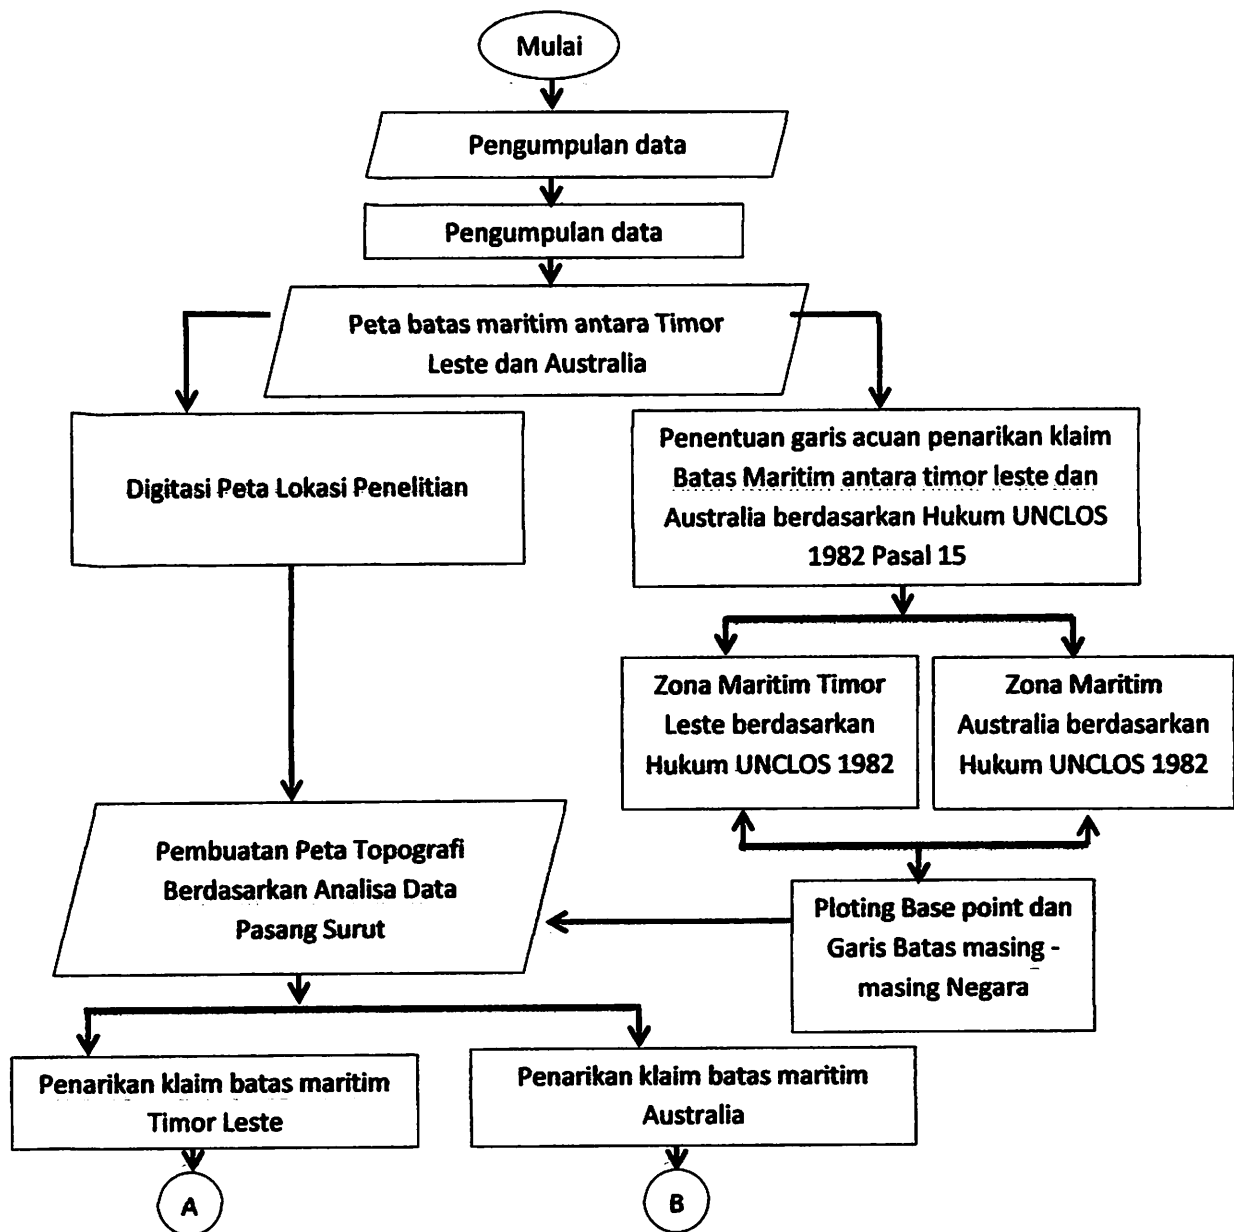 Mulai
Pengumpulan data
Pengumpulan data
Peta batas maritim antara Timor
Leste dan Australia
Digitasi Peta Lokasi Penelitian
Penentuan garis acuan penarikan klaim
Batas Maritim antara timor leste dan
Australia berdasarkan Hukum UNCLOS
1982 Pasal 15
Zona Maritim Timor
Leste berdasarkan
Hukum UNCLOS 1982
Zona Maritim
Australia berdasarkan
Hukum UNCLOS 1982
Pembuatan Peta Topografi
Berdasarkan Analisa Data
Pasang Surut
Ploting Base point dan
Garis Batas masing -
masing Negara
Penarikan klaim batas maritim
Timor Leste
Penarikan klaim batas maritim
Australia
A
B